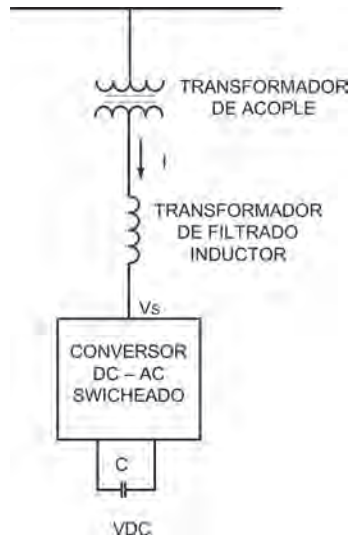 TRANSFORMADOR
DE ACOPLE
I
TRANSFORMADOR
DE FILTRADO
INDUCTOR
Vs
CONVERSOR
DC – AC
SWICHEADO
C
VDC